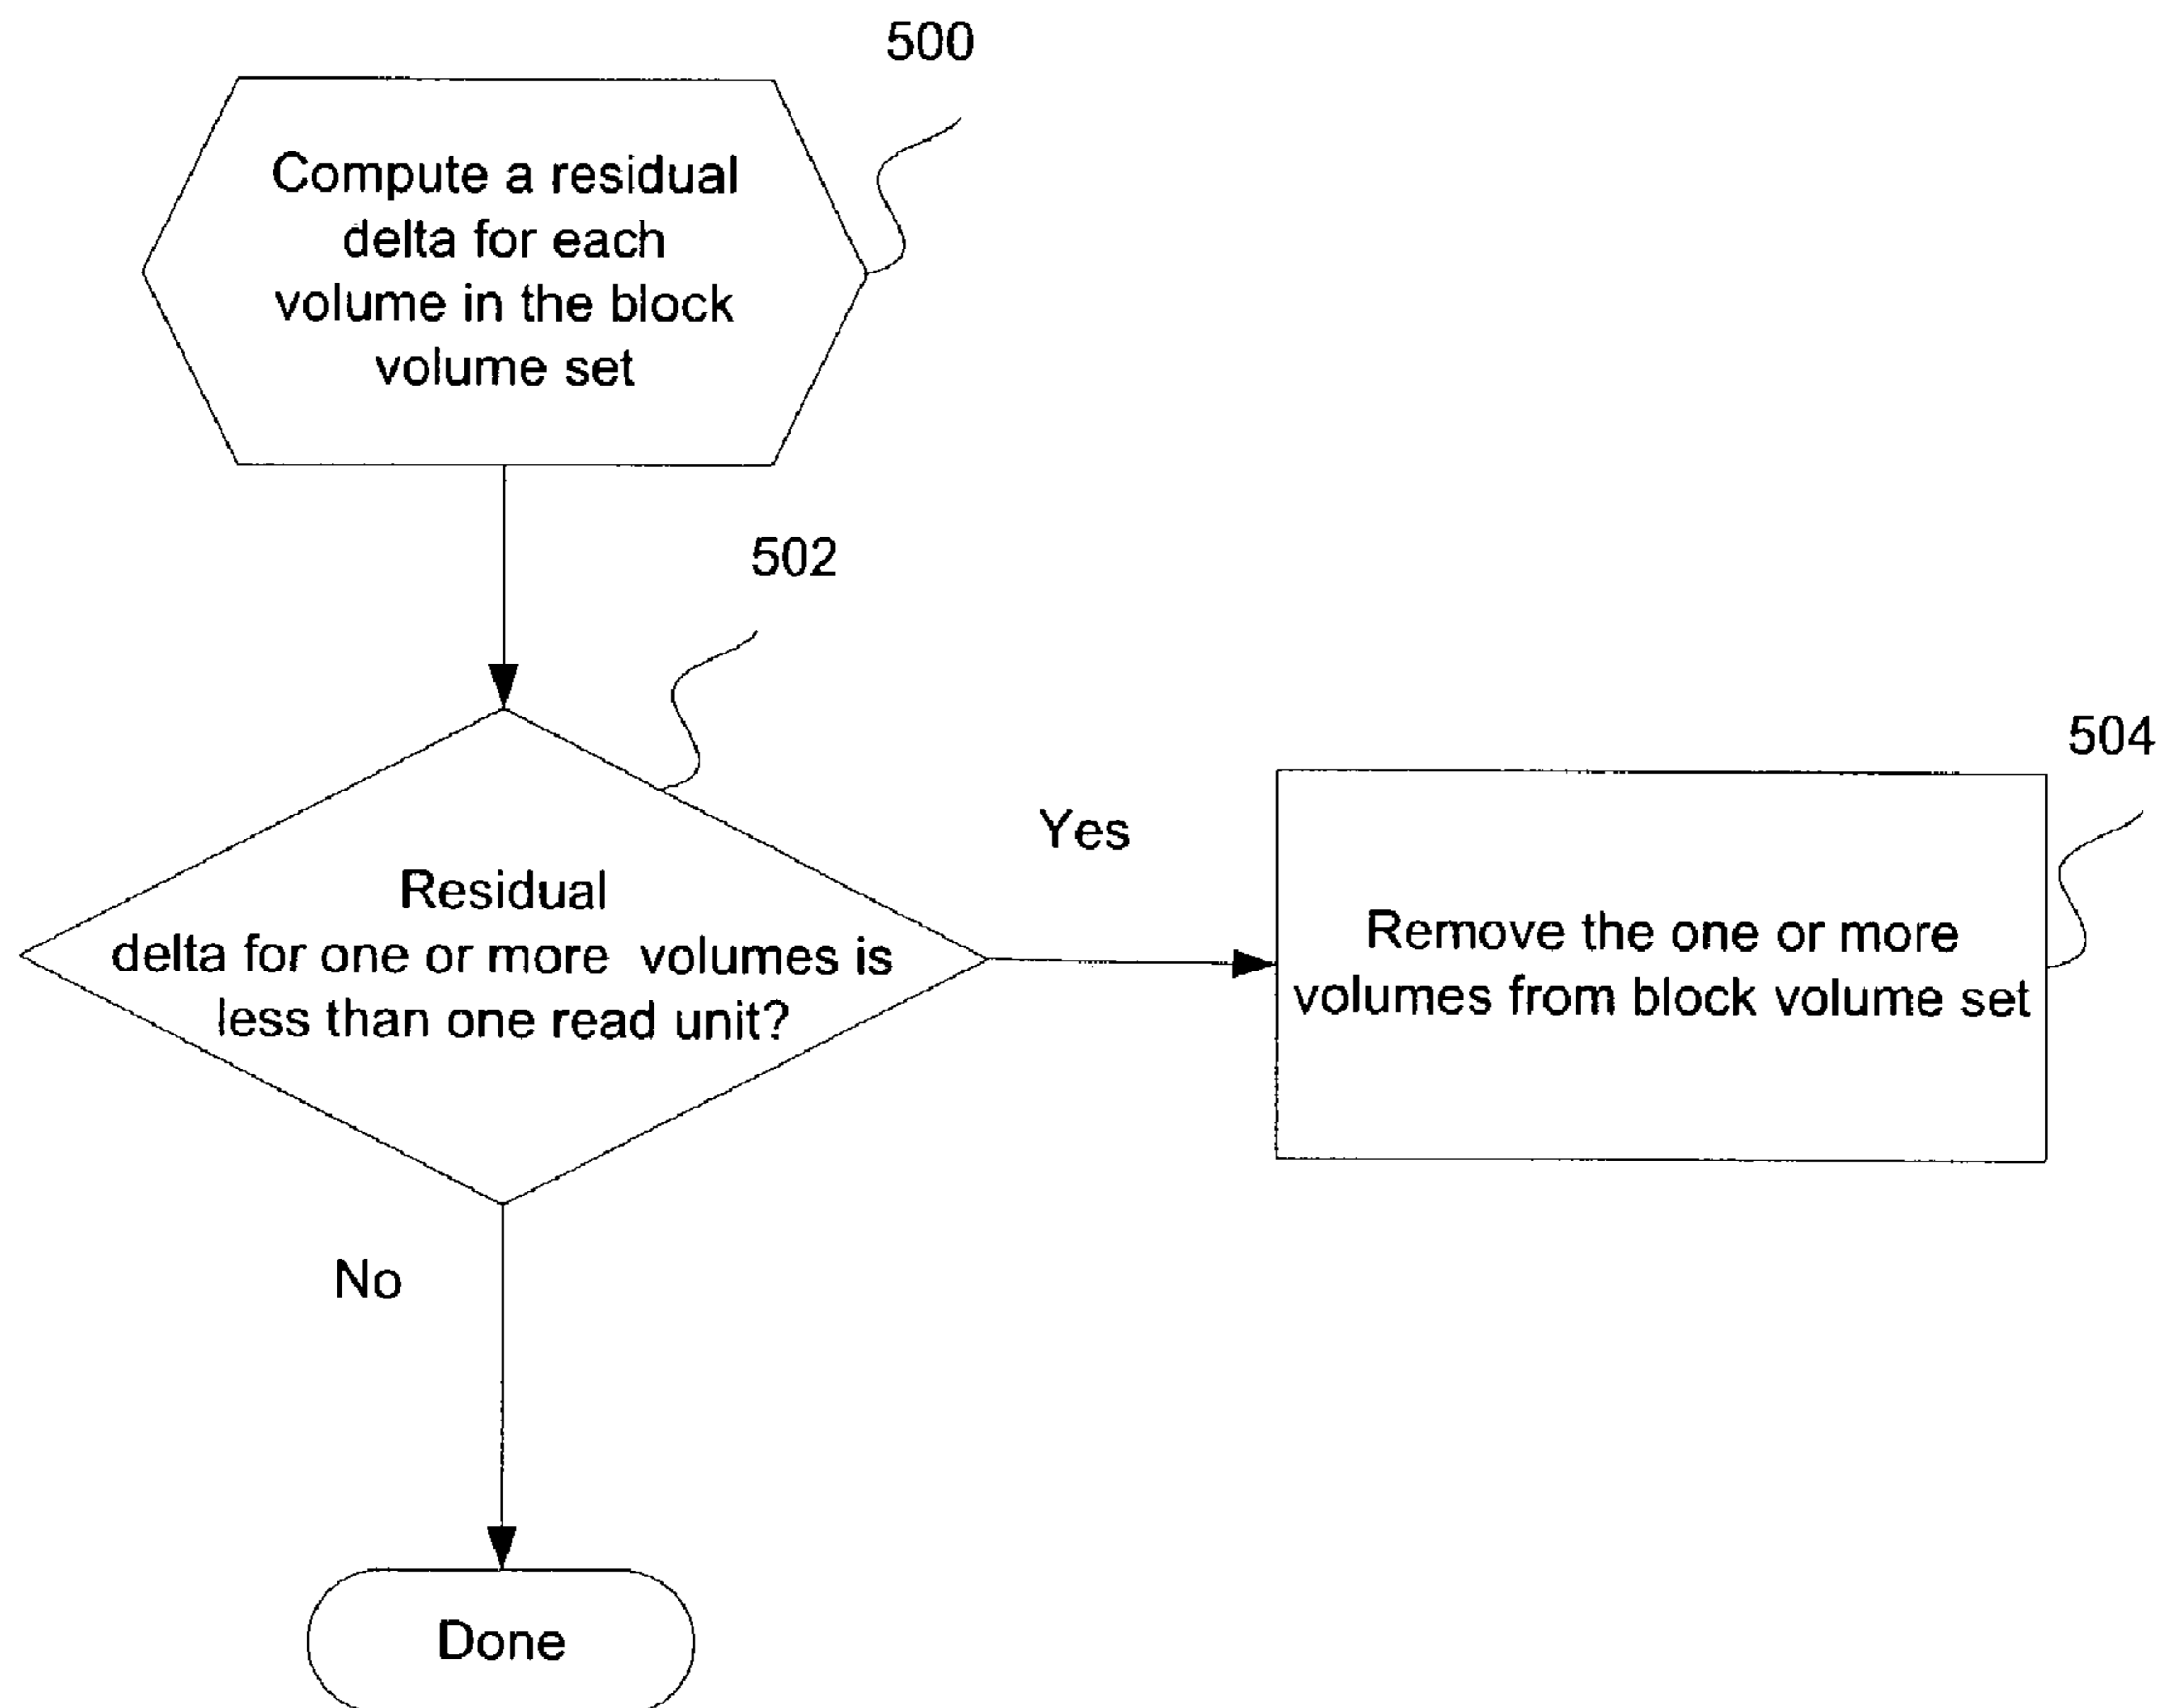 500
Compute a residual
delta for each
volume in the block
volume set
502
504
Yes
Residual
delta for one or more volumes is
less than one read unit?
Remove the one or more
volumes from block volume set
No
Done